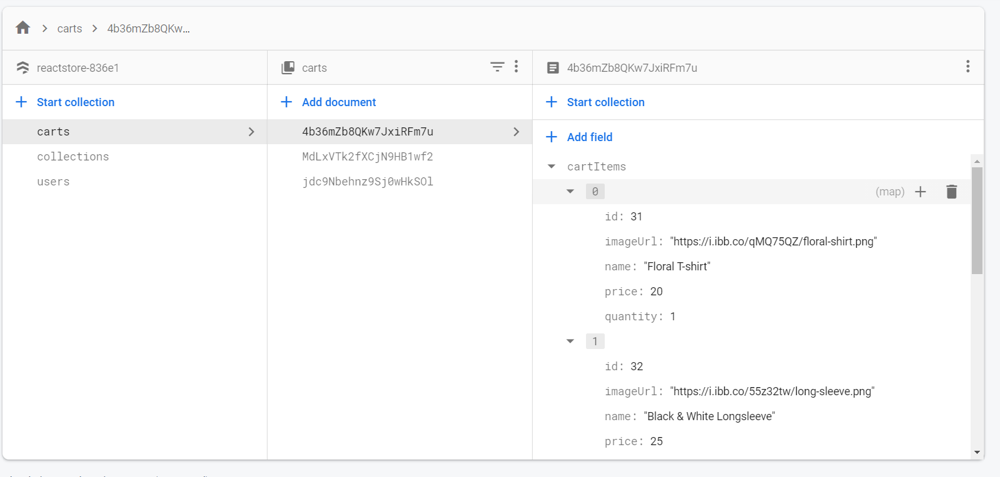 carts 4b36mZb8QKw...
reactstore-836e1
Start collection
carts
collections
users
carts
Add document
4b36mZb8QKw7JxiRFm7u
MdLxVTk2fXCjN9HB1wf2
jdc9Nbehnz9Sj0wHkSOl
4b36mZb8QKw7JxiRFm7u
Start collection
Add field
cartItems
0 (map)
id: 31
imageUrl: "https://i.ibb.co/qMQ75QZ/floral-shirt.png"
name: "Floral T-shirt"
price: 20
quantity: 1
1
id: 32
imageUrl: "https://i.ibb.co/55z32tw/long-sleeve.png"
name: "Black & White Longsleeve"
price: 25